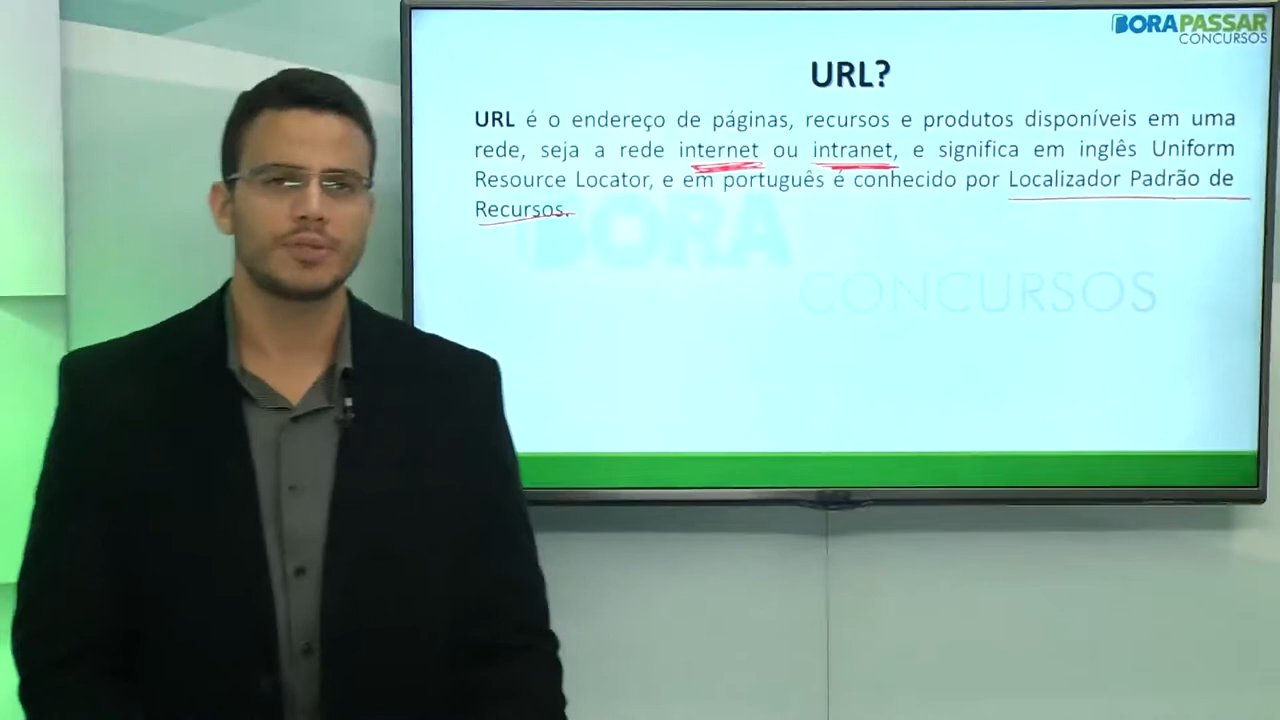 BORAPASSAR
CONCURSOS
URL?
URL é o endereço de páginas, recursos e produtos disponíveis em uma
rede, seja a rede internet ou intranet, e significa em inglês Uniform
Resource Locator, e em português é conhecido por Localizador Padrão de
Recursos.
BORA
CONCURSOS